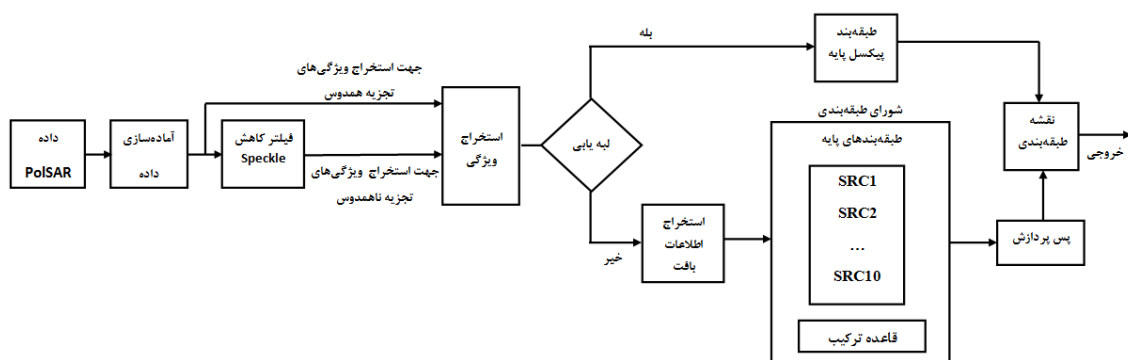 داده
PolSAR
آماده‌سازی
داده
فیلتر کاهش
Speckle
جهت استخراج ویژگی‌های
تجزیه همدوس
جهت استخراج ویژگی‌های
تجزیه ناهمدوس
استخراج
ویژگی
لبه یابی
بله
طبقه‌بند
پیکسل پایه
خیر
استخراج
اطلاعات
بافت
شورای طبقه‌بندی
طبقه‌بندهای پایه
SRC1
SRC2
...
SRC10
قاعده ترکیب
پس پردازش
نقشه
طبقه‌بندی
خروجی